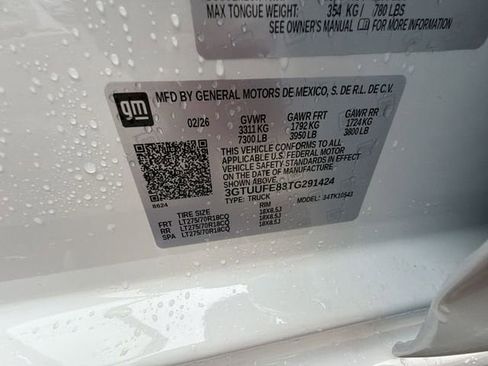 MAX TONGUE WEIGHT: 354 KG / 780 LBS
SEE OWNER'S MANUAL FOR MORE INFORMATION
gm
MFD BY GENERAL MOTORS DE MEXICO, S. DE R.L. DE C.V.
02/26 GVWR GAWR FRT GAWR RR
3311 KG 1792 KG 1724 KG
7300 LB 3950 LB 3800 LB
THIS VEHICLE CONFORMS TO ALL APPLICABLE
VEHICLE SAFETY STANDARDS IN
EFFECT ON THE DATE OF MANUFACTURE SHOWN ABOVE.
3GTUUFE83TG291424
TYPE: TRUCK MODEL: 34TK10543
8624
TIRE SIZE RIM
FRT LT275/70R18CQ 18X8.5J
RR LT275/70R18CQ 18X8.5J
SPA LT275/70R18CQ 18X8.5J